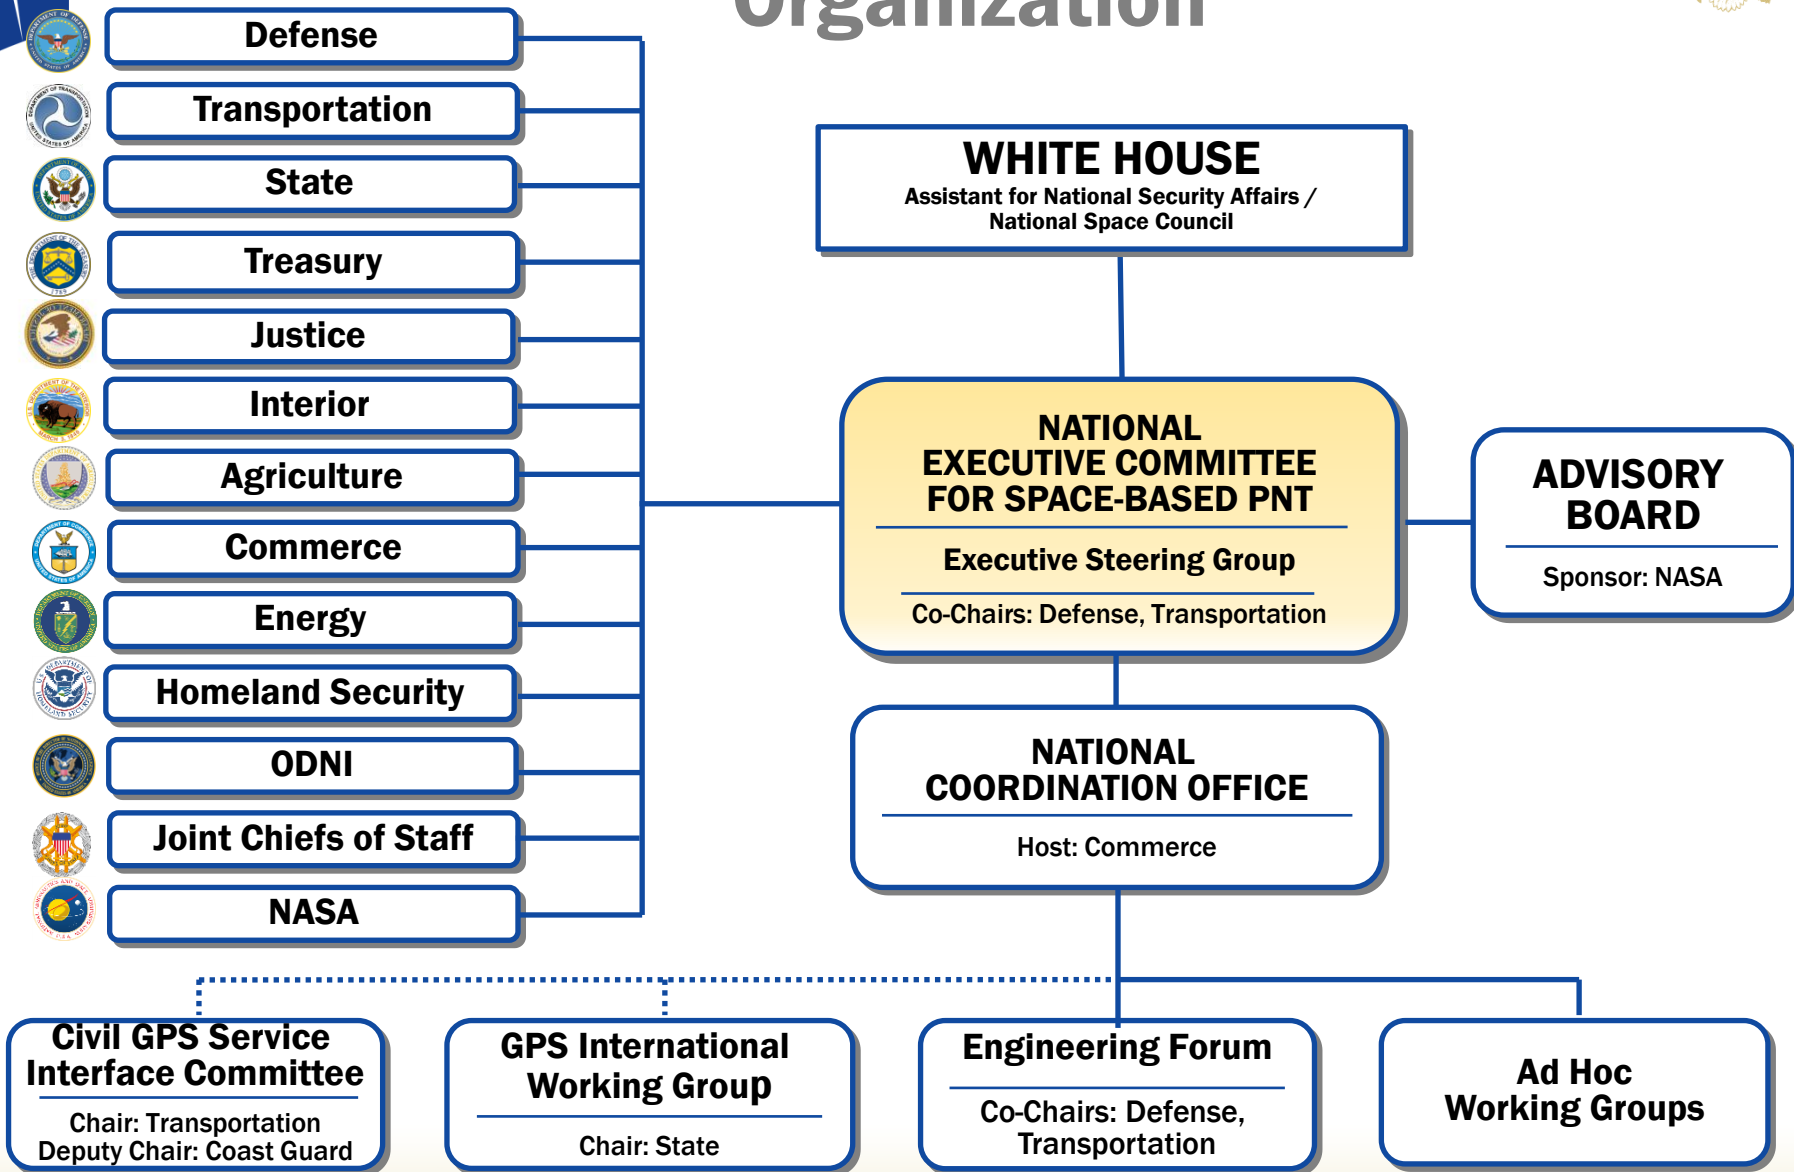 Organization
Defense
Transportation
State
Treasury
Justice
Interior
Agriculture
Commerce
Energy
Homeland Security
ODNI
Joint Chiefs of Staff
NASA
WHITE HOUSE
Assistant for National Security Affairs /
National Space Council
NATIONAL
EXECUTIVE COMMITTEE
FOR SPACE-BASED PNT
Executive Steering Group
Co-Chairs: Defense, Transportation
ADVISORY
BOARD
Sponsor: NASA
NATIONAL
COORDINATION OFFICE
Host: Commerce
Civil GPS Service
Interface Committee
Chair: Transportation
Deputy Chair: Coast Guard
GPS International
Working Group
Chair: State
Engineering Forum
Co-Chairs: Defense,
Transportation
Ad Hoc
Working Groups